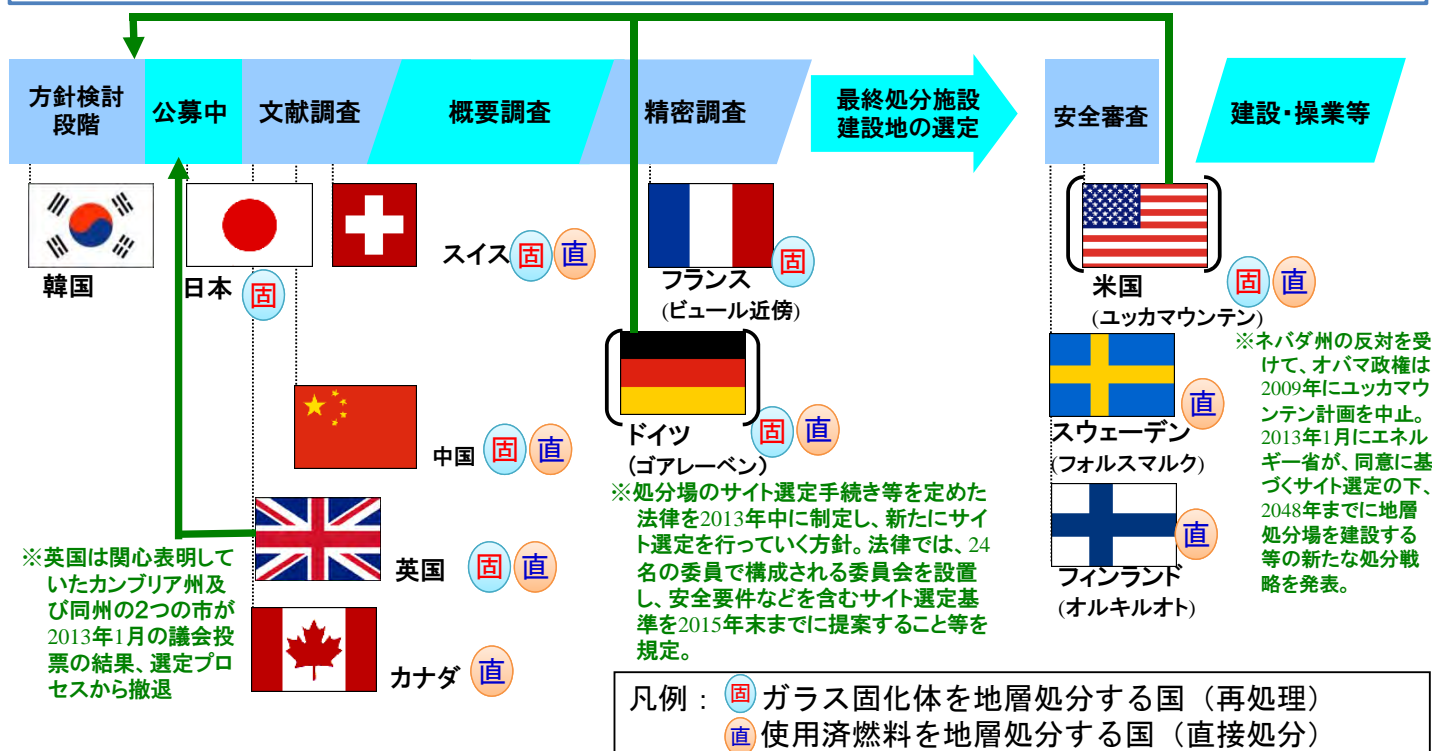 方針検討
段階
公募中
文献調査
概要調査
精密調査
最終処分施設
建設地の選定
安全審査
建設・操業等
韓国
日本
固
スイス 固 直
フランス 固
(ビュール近傍)
米国 固 直
(ユッカマウンテン)
※ネバダ州の反対を受
けて、オバマ政権は
2009年にユッカマウ
ンテン計画を中止。
2013年1月にエネル
ギー省が、同意に基
づくサイト選定の下、
2048年までに地層
処分場を建設する
等の新たな処分戦
略を発表。
中国 固 直
ドイツ 固 直
(ゴアレーベン)
※処分場のサイト選定手続き等を定めた
法律を2013年中に制定し、新たにサイ
ト選定を行っていく方針。法律では、24
名の委員で構成される委員会を設置
し、安全要件などを含むサイト選定基
準を2015年末までに提案すること等を
規定。
スウェーデン 直
(フォルスマルク)
フィンランド 直
(オルキルオト)
英国 固 直
※英国は関心表明して
いたカンブリア州及
び同州の2つの市が
2013年1月の議会投
票の結果、選定プロ
セスから撤退
カナダ 直
凡例： 固 ガラス固化体を地層処分する国（再処理）
直 使用済燃料を地層処分する国（直接処分）